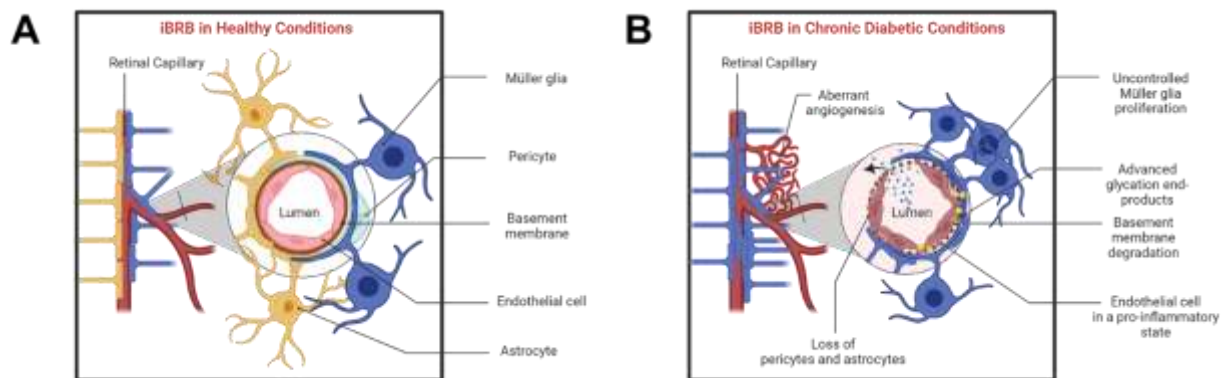 A
iBRB in Healthy Conditions
Retinal Capillary
Müller glia
Pericyte
Lumen
Basement
membrane
Endothelial cell
Astrocyte
B
iBRB in Chronic Diabetic Conditions
Retinal Capillary
Aberrant
angiogenesis
Uncontrolled
Müller glia
proliferation
Advanced
glycation end-
products
Lumen
Basement
membrane
degradation
Endothelial cell
in a pro-inflammatory
state
Loss of
pericytes and astrocytes